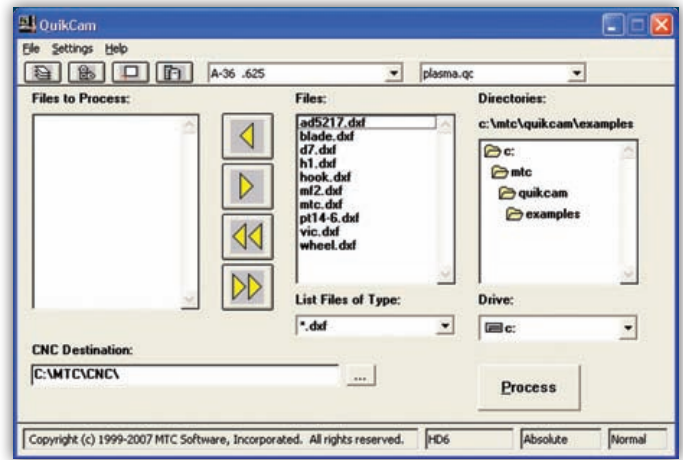 QuikCam
File Settings Help
A-36 .625
plasma.qc
Files to Process:
Files:
ad5217.dxf
blade.dxf
d7.dxf
h1.dxf
hook.dxf
mf2.dxf
mtc.dxf
pt14-6.dxf
vic.dxf
wheel.dxf
Directories:
c:\mtc\quikcam\examples
c:
mtc
quikcam
examples
List Files of Type:
*.dxf
Drive:
c:
CNC Destination:
C:\MTC\CNC\
...
Process
Copyright (c) 1999-2007 MTC Software, Incorporated. All rights reserved.
HD6
Absolute
Normal